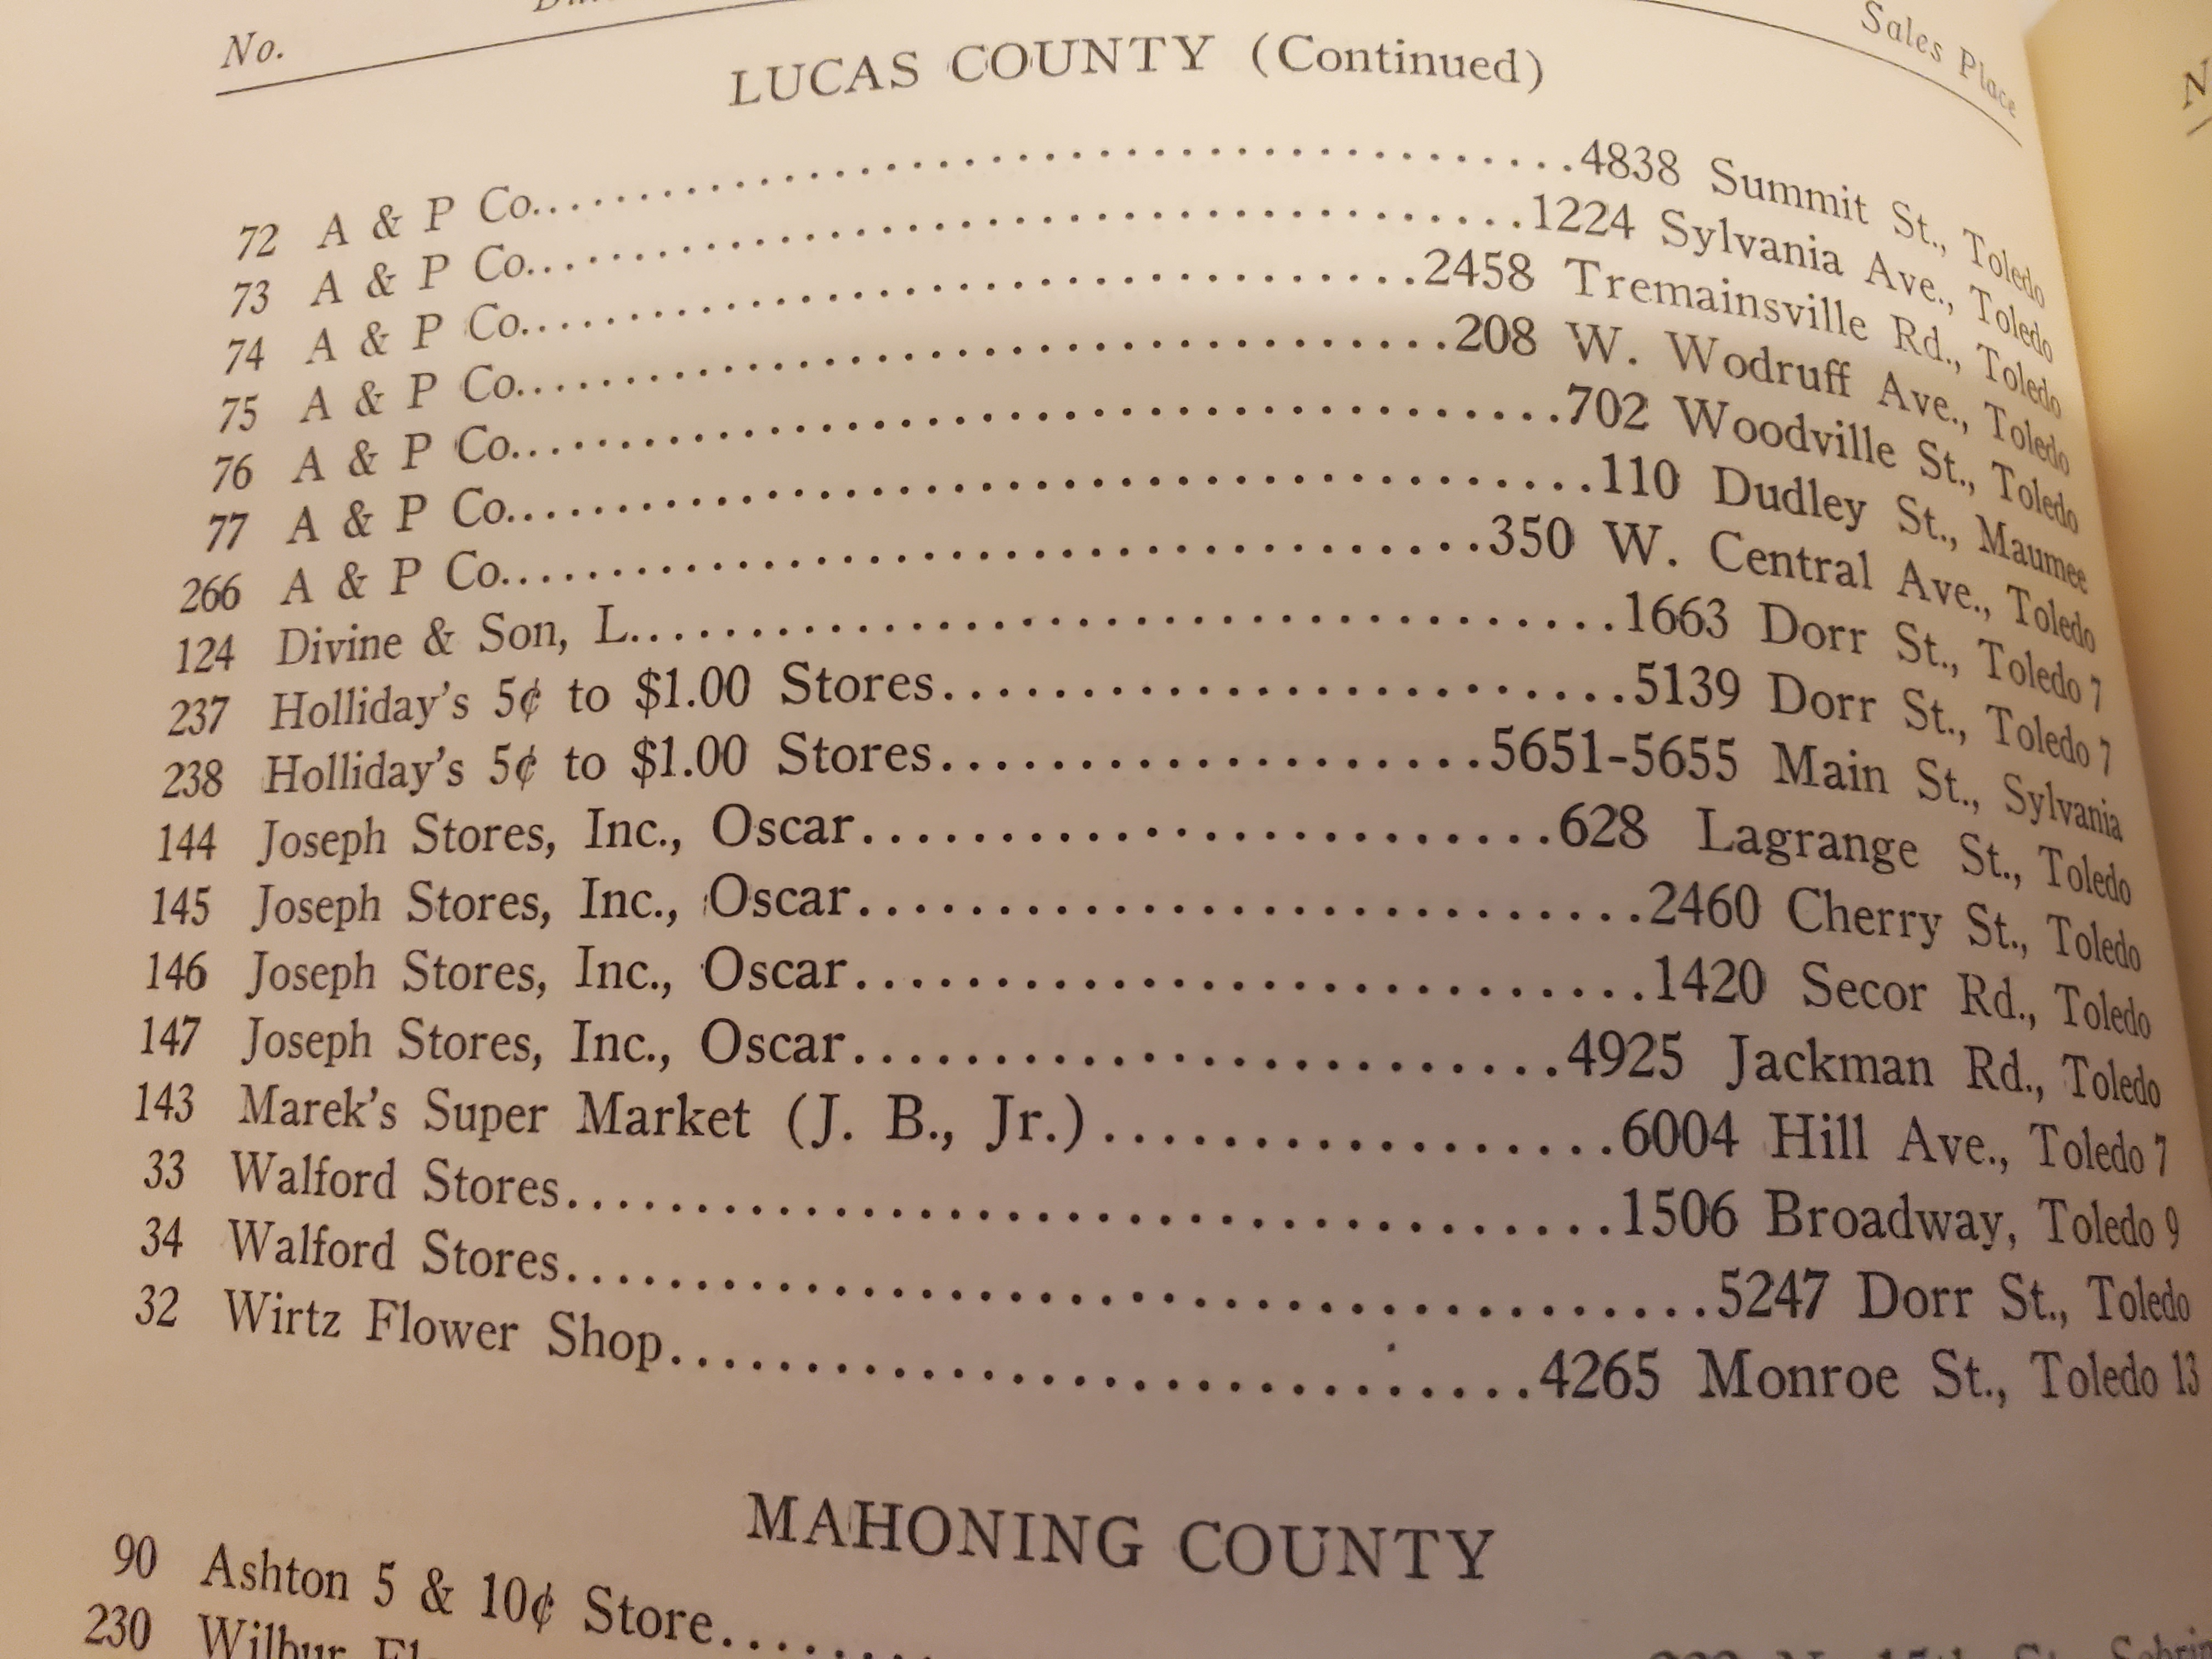 No. Sales Place
LUCAS COUNTY (Continued)
72 A & P Co...............................4838 Summit St., Toledo
73 A & P Co...............................1224 Sylvania Ave., Toledo
74 A & P Co...............................2458 Tremainsville Rd., Toledo
75 A & P Co...............................208 W. Wodruff Ave., Toledo
76 A & P Co...............................702 Woodville St., Toledo
77 A & P Co...............................110 Dudley St., Maumee
266 A & P Co...............................350 W. Central Ave., Toledo
124 Divine & Son, L...............................1663 Dorr St., Toledo 7
237 Holliday's 5¢ to $1.00 Stores.........................5139 Dorr St., Toledo 7
238 Holliday's 5¢ to $1.00 Stores....................5651-5655 Main St., Sylvania
144 Joseph Stores, Inc., Oscar.........................628 Lagrange St., Toledo
145 Joseph Stores, Inc., Oscar............................2460 Cherry St., Toledo
146 Joseph Stores, Inc., Oscar............................1420 Secor Rd., Toledo
147 Joseph Stores, Inc., Oscar.........................4925 Jackman Rd., Toledo
143 Marek's Super Market (J. B., Jr.)..................6004 Hill Ave., Toledo 7
33 Walford Stores...............................1506 Broadway, Toledo 9
34 Walford Stores...............................5247 Dorr St., Toledo
32 Wirtz Flower Shop...........................4265 Monroe St., Toledo 13
MAHONING COUNTY
90 Ashton 5 & 10¢ Store........
230 Wilbur